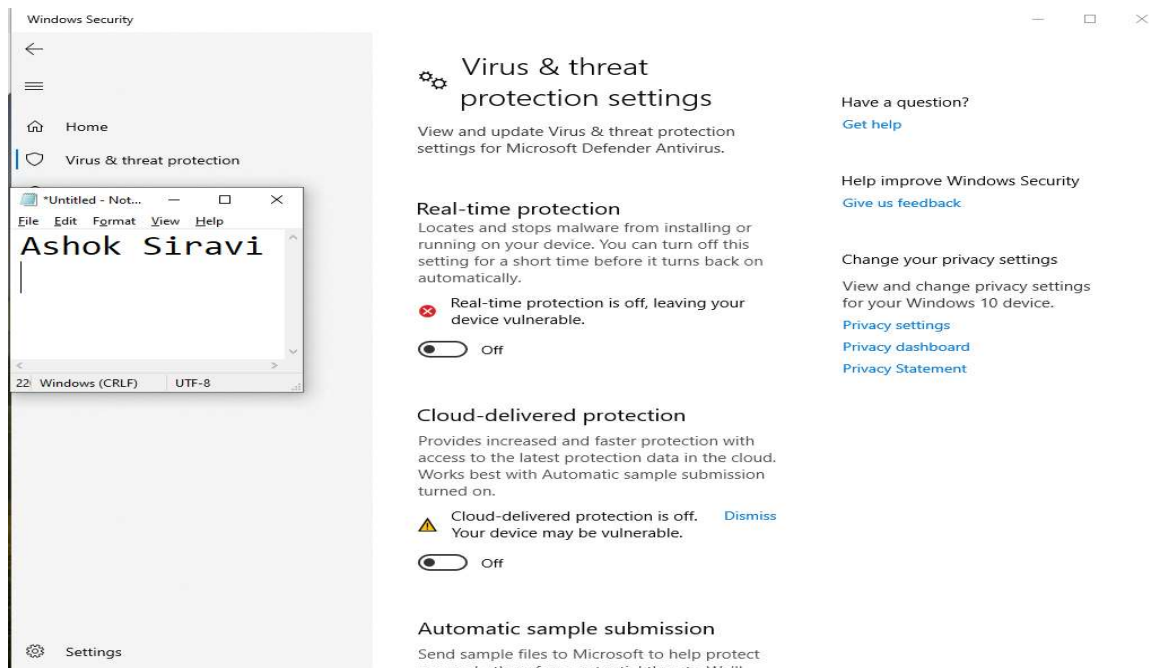 Windows Security
Home
Virus & threat protection
*Untitled - Not...
File Edit Format View Help
Ashok Siravi
22 Windows (CRLF) UTF-8
Settings
Virus & threat
protection settings
View and update Virus & threat protection
settings for Microsoft Defender Antivirus.
Real-time protection
Locates and stops malware from installing or
running on your device. You can turn off this
setting for a short time before it turns back on
automatically.
Real-time protection is off, leaving your
device vulnerable.
Off
Cloud-delivered protection
Provides increased and faster protection with
access to the latest protection data in the cloud.
Works best with Automatic sample submission
turned on.
Cloud-delivered protection is off. Dismiss
Your device may be vulnerable.
Off
Automatic sample submission
Send sample files to Microsoft to help protect
Have a question?
Get help
Help improve Windows Security
Give us feedback
Change your privacy settings
View and change privacy settings
for your Windows 10 device.
Privacy settings
Privacy dashboard
Privacy Statement